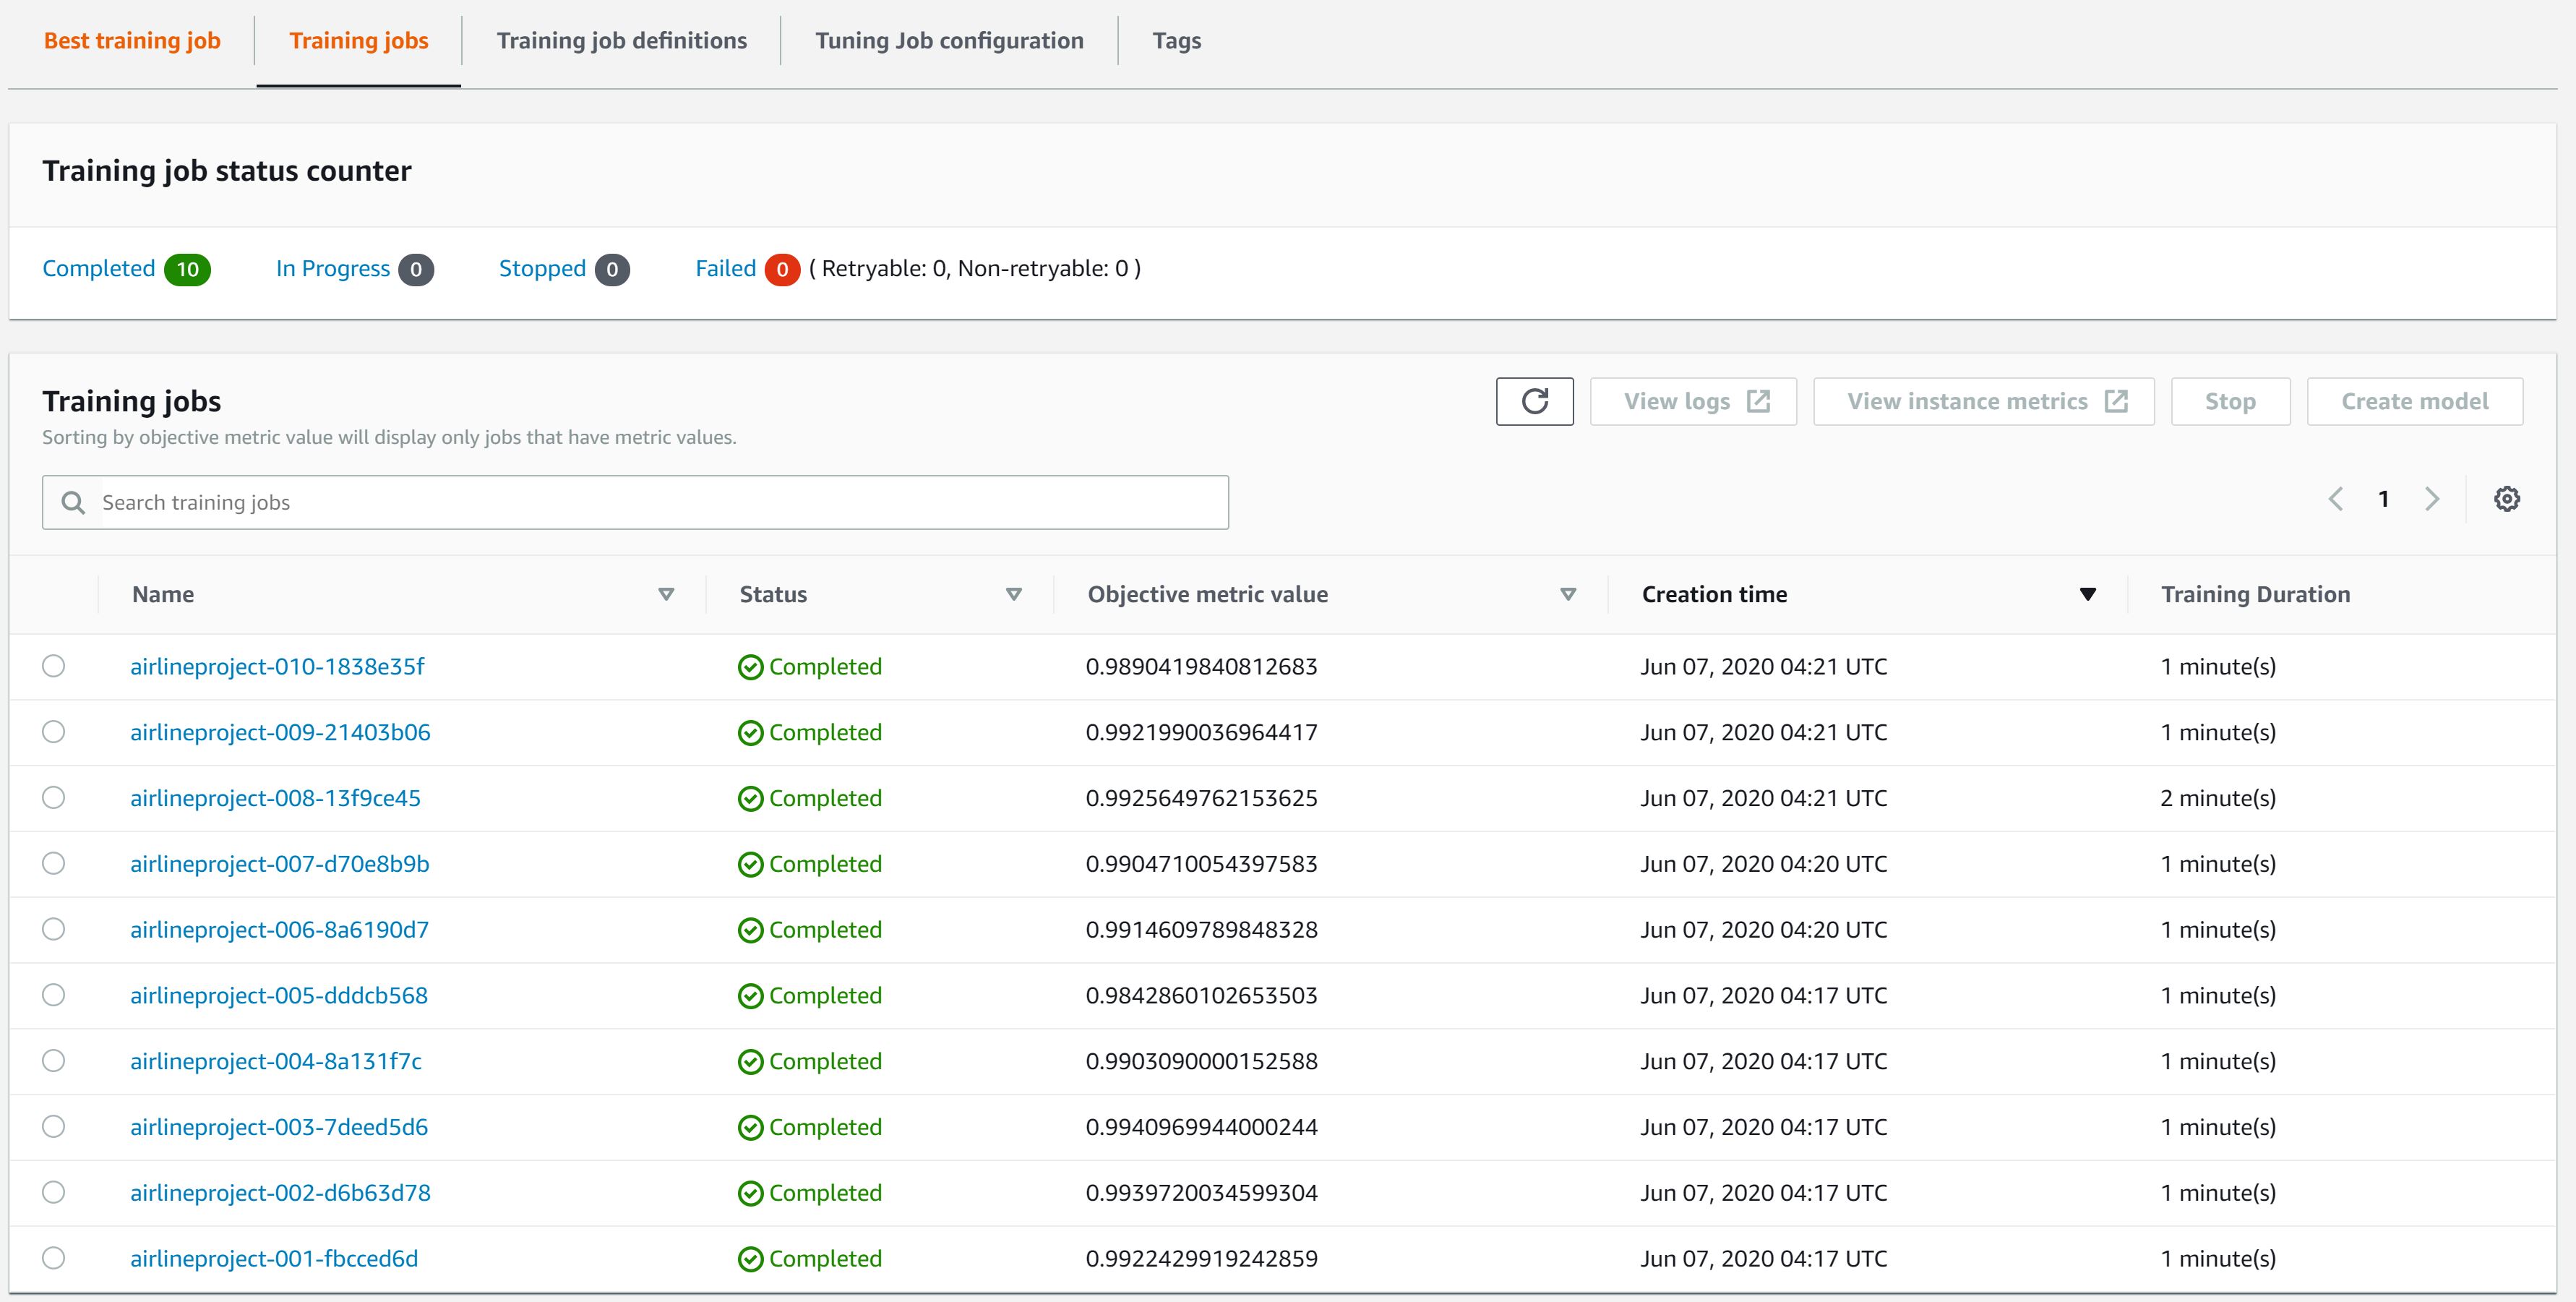 Best training job Training jobs Training job definitions Tuning Job configuration Tags
Training job status counter
Completed 10 In Progress 0 Stopped 0 Failed 0 ( Retryable: 0, Non-retryable: 0 )
Training jobs
View logs View instance metrics Stop Create model
Sorting by objective metric value will display only jobs that have metric values.
Search training jobs
1
Name Status Objective metric value Creation time Training Duration
airlineproject-010-1838e35f Completed 0.9890419840812683 Jun 07, 2020 04:21 UTC 1 minute(s)
airlineproject-009-21403b06 Completed 0.9921990036964417 Jun 07, 2020 04:21 UTC 1 minute(s)
airlineproject-008-13f9ce45 Completed 0.9925649762153625 Jun 07, 2020 04:21 UTC 2 minute(s)
airlineproject-007-d70e8b9b Completed 0.9904710054397583 Jun 07, 2020 04:20 UTC 1 minute(s)
airlineproject-006-8a6190d7 Completed 0.9914609789848328 Jun 07, 2020 04:20 UTC 1 minute(s)
airlineproject-005-dddcb568 Completed 0.9842860102653503 Jun 07, 2020 04:17 UTC 1 minute(s)
airlineproject-004-8a131f7c Completed 0.9903090000152588 Jun 07, 2020 04:17 UTC 1 minute(s)
airlineproject-003-7deed5d6 Completed 0.9940969944000244 Jun 07, 2020 04:17 UTC 1 minute(s)
airlineproject-002-d6b63d78 Completed 0.9939720034599304 Jun 07, 2020 04:17 UTC 1 minute(s)
airlineproject-001-fbcced6d Completed 0.9922429919242859 Jun 07, 2020 04:17 UTC 1 minute(s)